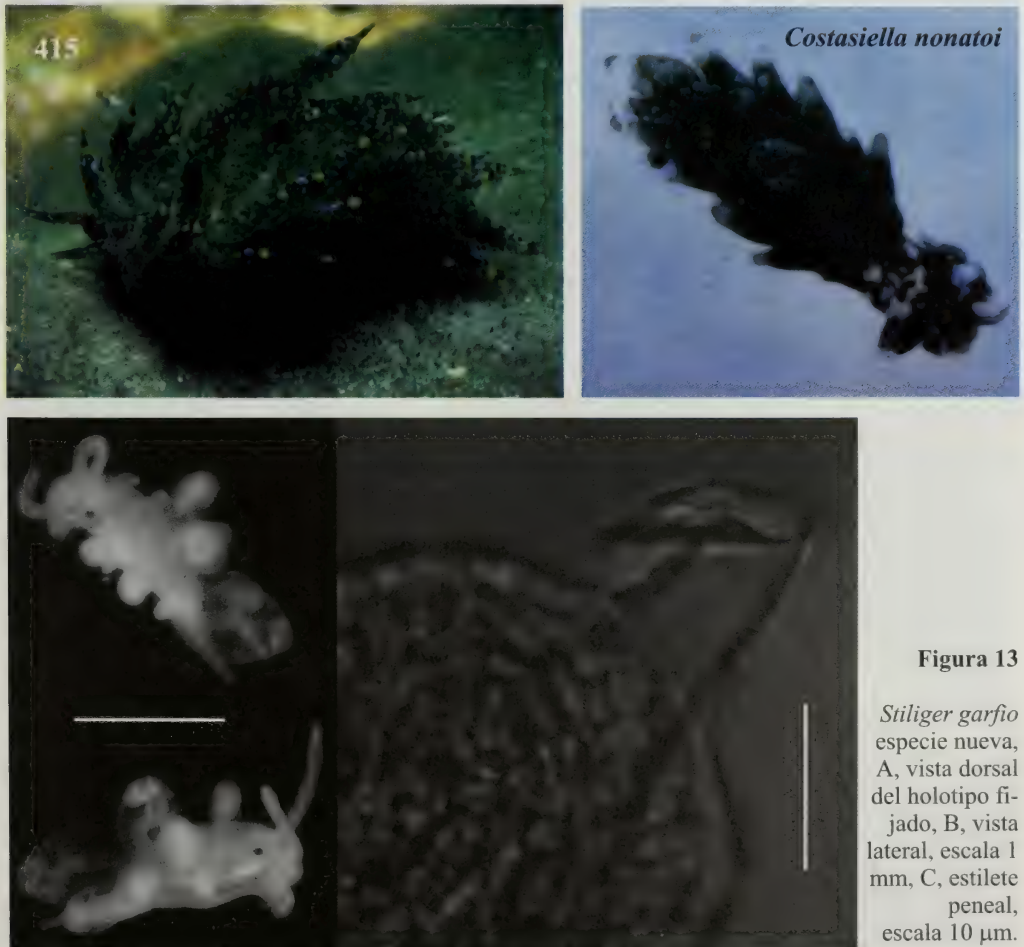 415
Costasiella nonatoi
Figura 13
Stiliger garfio
especie nueva,
A, vista dorsal
del holotipo fi-
jado, B, vista
lateral, escala 1
mm, C, estilete
peneal,
escala 10 µm.